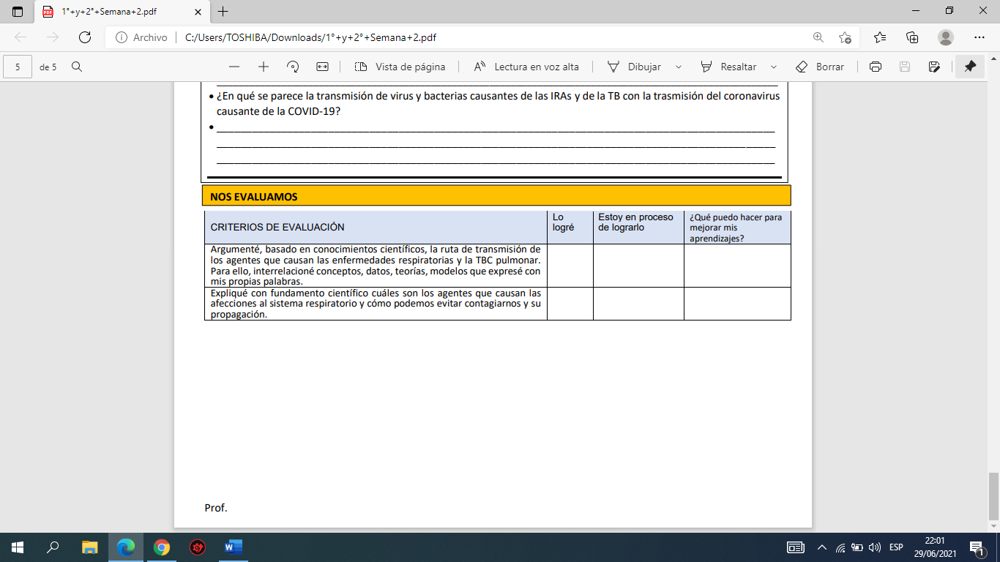 1°+y+2°+Semana+2.pdf
Archivo C:/Users/TOSHIBA/Downloads/1°+y+2°+Semana+2.pdf
5 de 5 Vista de página Lectura en voz alta Dibujar Resaltar Borrar
• ¿En qué se parece la transmisión de virus y bacterias causantes de las IRAs y de la TB con la trasmisión del coronavirus
causante de la COVID-19?
NOS EVALUAMOS
CRITERIOS DE EVALUACIÓN
Lo
logré
Estoy en proceso
de lograrlo
¿Qué puedo hacer para
mejorar mis
aprendizajes?
Argumenté, basado en conocimientos científicos, la ruta de transmisión de
los agentes que causan las enfermedades respiratorias y la TBC pulmonar.
Para ello, interrelacioné conceptos, datos, teorías, modelos que expresé con
mis propias palabras.
Expliqué con fundamento científico cuáles son los agentes que causan las
afecciones al sistema respiratorio y cómo podemos evitar contagiarnos y su
propagación.
Prof.
ESP
22:01
29/06/2021
1